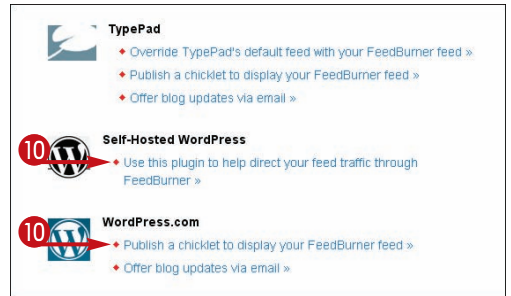 TypePad
Override TypePad's default feed with your FeedBurner feed »
Publish a chicklet to display your FeedBurner feed »
Offer blog updates via email »
Self-Hosted WordPress
10
Use this plugin to help direct your feed traffic through
FeedBurner »
WordPress.com
10
Publish a chicklet to display your FeedBurner feed »
Offer blog updates via email »